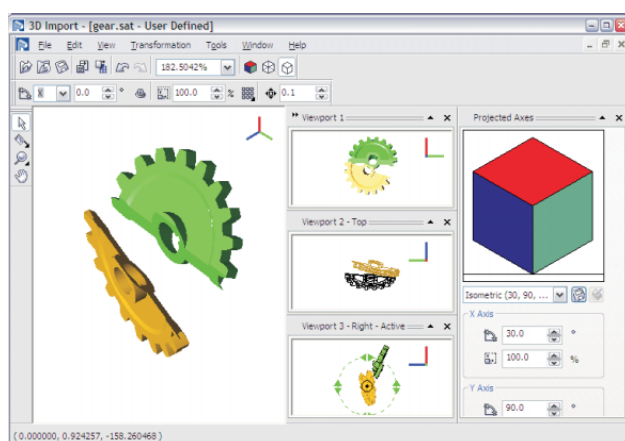 3D Import - [gear.sat - User Defined]
File Edit View Transformation Tools Window Help
182.5042%
X 0.0 ° 100.0 % 0.1
Viewport 1
Projected Axes
Viewport 2 - Top
Isometric (30, 90, ...
X Axis
30.0 °
100.0 %
Viewport 3 - Right - Active
Y Axis
90.0 °
( 0.000000, 0.924257, -158.260468 )